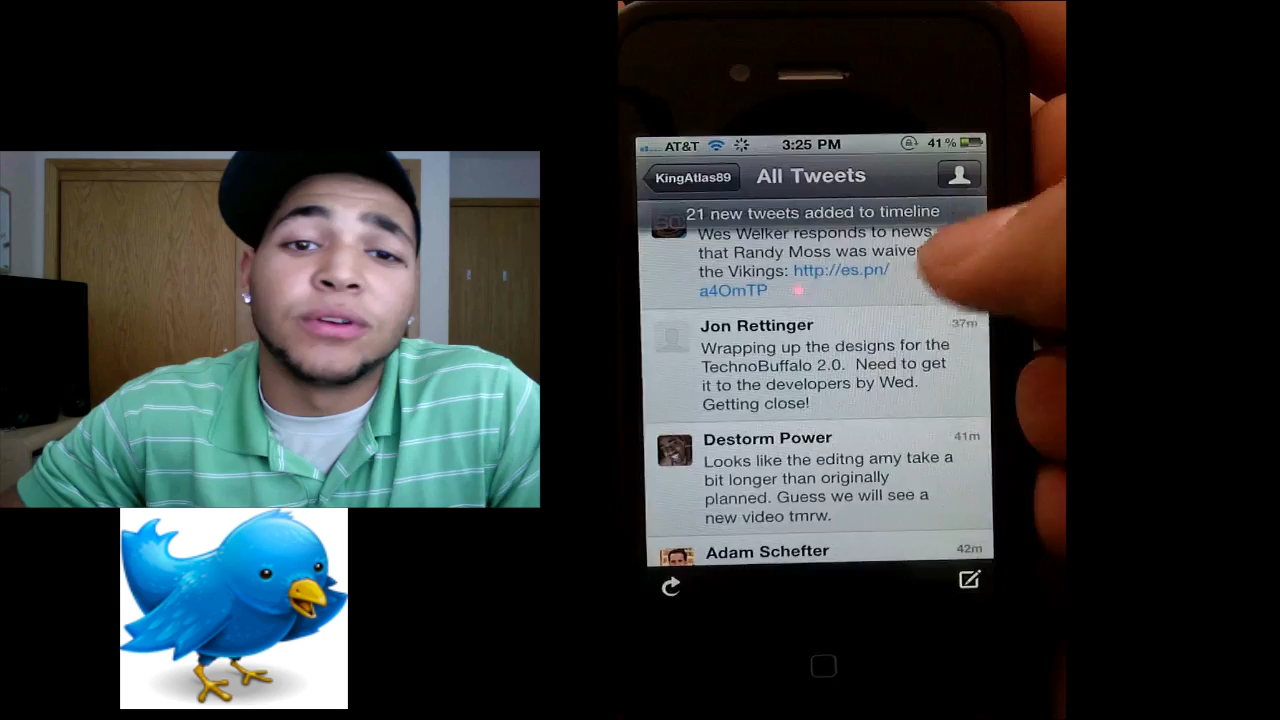 AT&T 3:25 PM 41%
KingAtlas89 All Tweets
21 new tweets added to timeline
Wes Welker responds to news
that Randy Moss was waived
the Vikings: http://es.pn/
a4OmTP
Jon Rettinger 37m
Wrapping up the designs for the
TechnoBuffalo 2.0. Need to get
it to the developers by Wed.
Getting close!
Destorm Power 41m
Looks like the editng amy take a
bit longer than originally
planned. Guess we will see a
new video tmrw.
Adam Schefter 42m